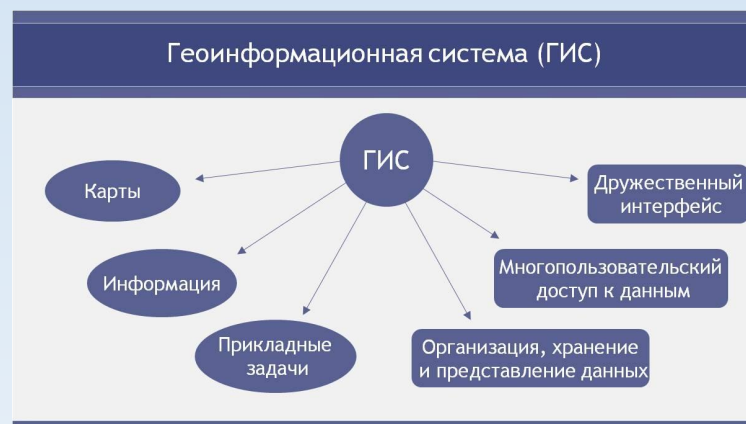 Геоинформационная система (ГИС)
ГИС
Карты
Информация
Прикладные
задачи
Организация, хранение
и представление данных
Многопользовательский
доступ к данным
Дружественный
интерфейс